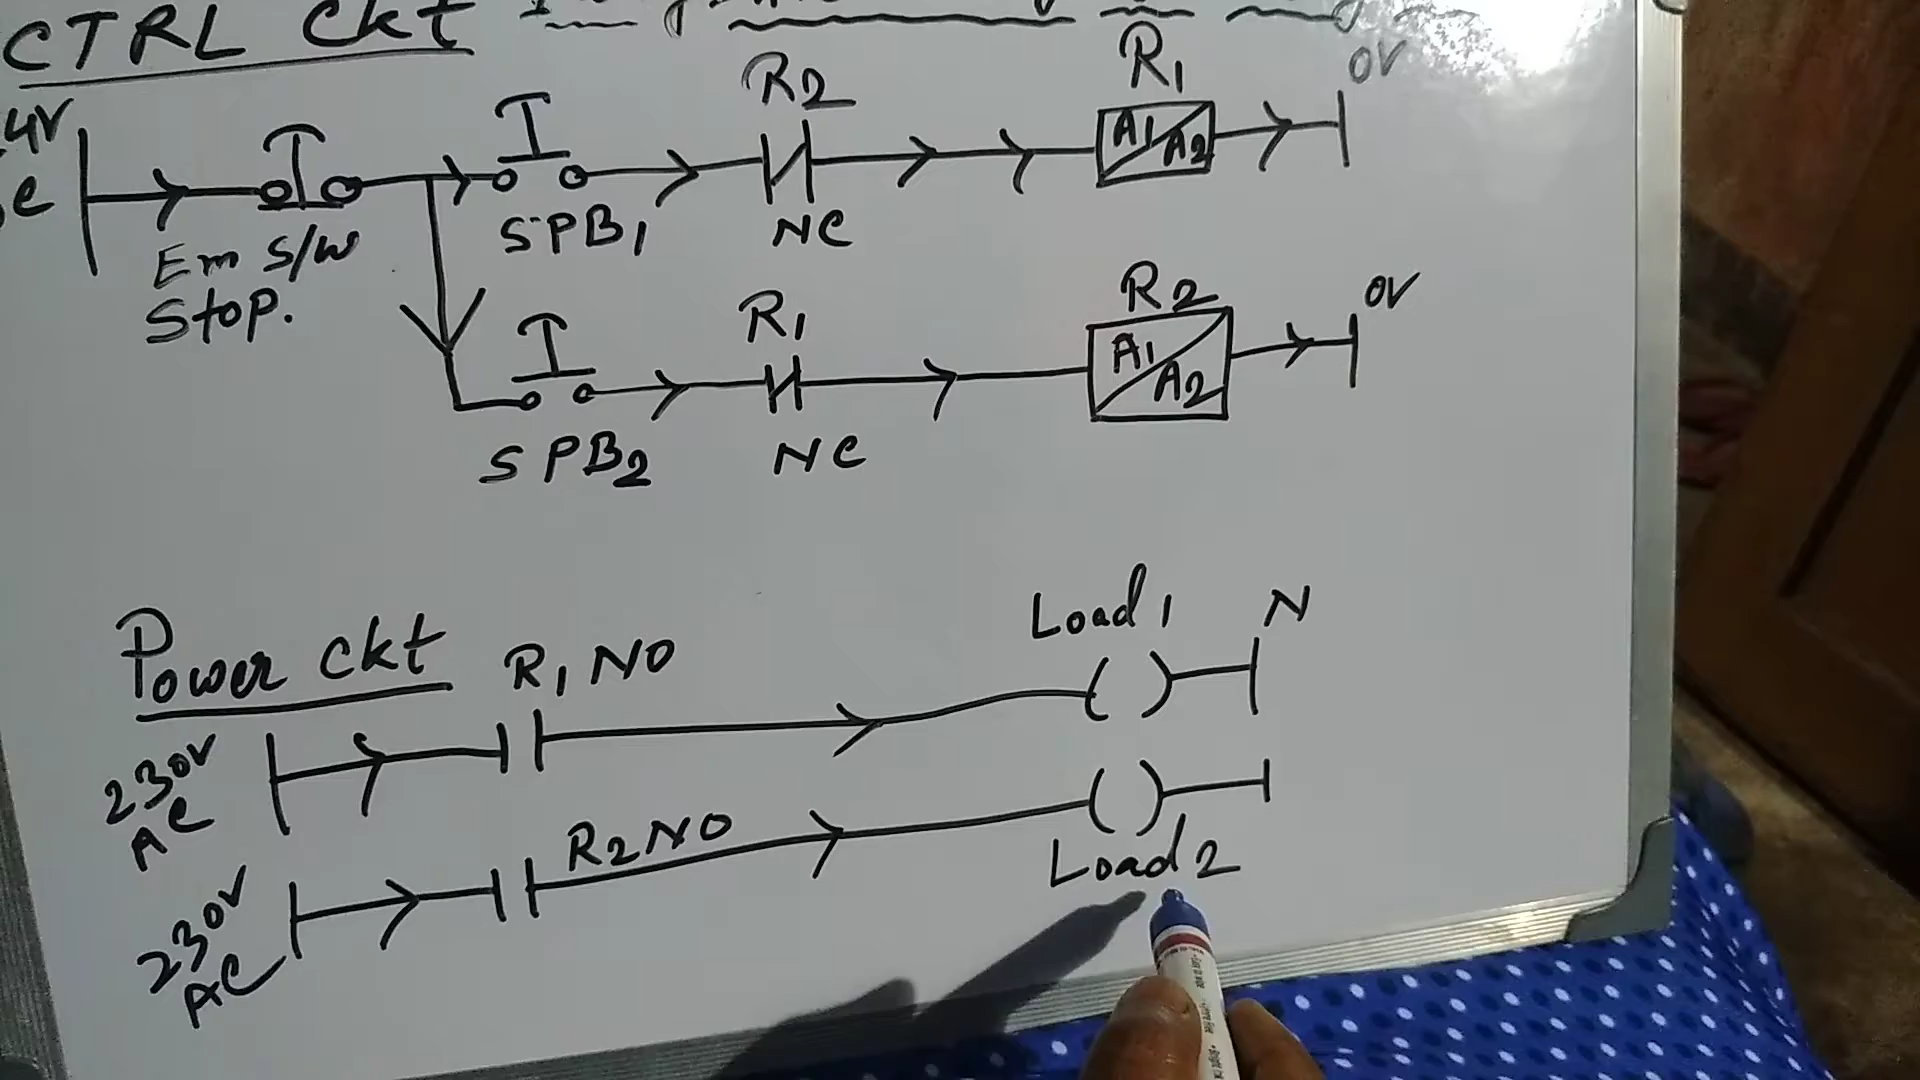 CTRL Ckt
R2
R1
0V
4V
A1
A2
Em S/W
Stop.
SPB1
NC
R1
R2
0V
A1
A2
SPB2
NC
Power ckt
R1 NO
Load 1
N
230V
AC
R2 NO
Load 2
230V
AC